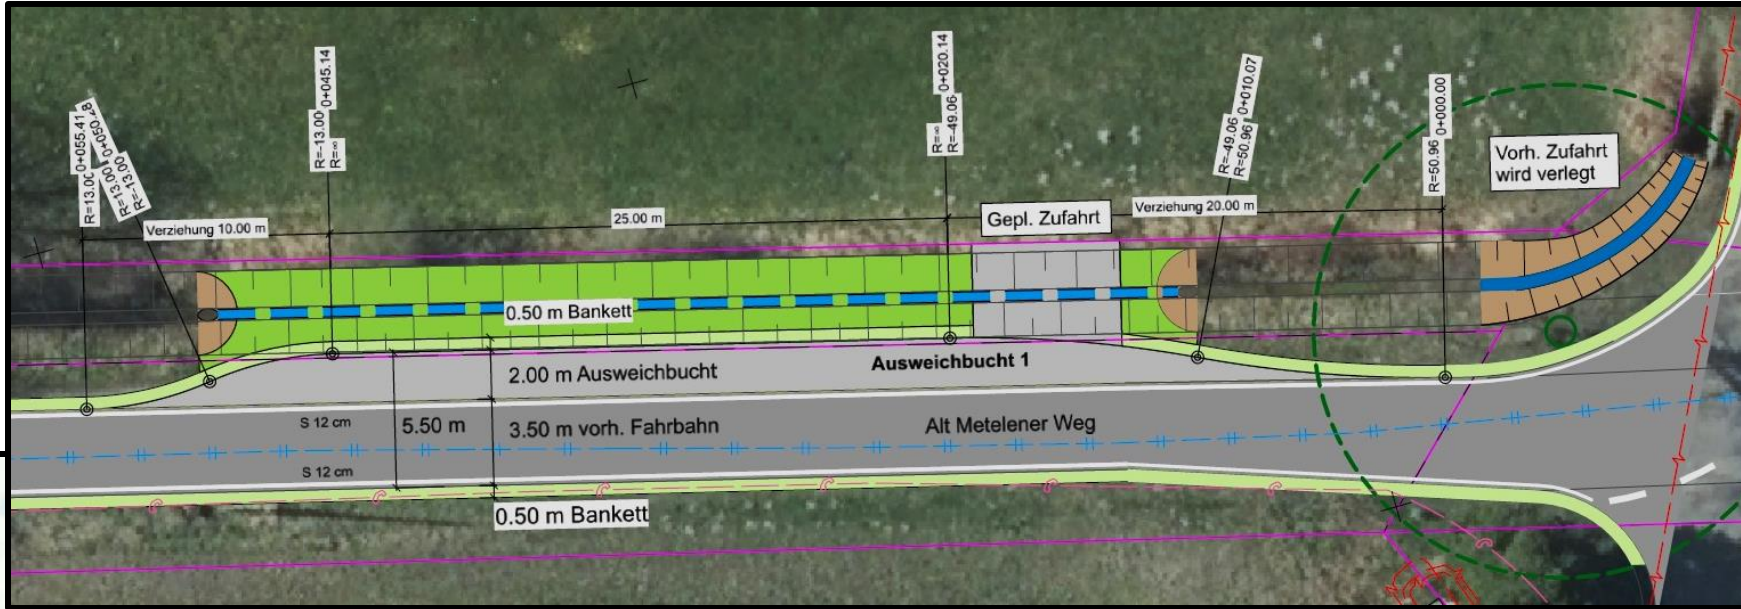 R=13.00 0+055.41
R=13.00
R=-13.00
R=-13.00 0+045.14
R=∞
R=∞ 0+020.14
R=-49.06
R=-49.06 0+010.07
R=50.96
R=50.96 0+000.00
Vorh. Zufahrt
wird verlegt
Verziehung 10.00 m
25.00 m
Gepl. Zufahrt
Verziehung 20.00 m
0.50 m Bankett
2.00 m Ausweichbucht
Ausweichbucht 1
S 12 cm
5.50 m
3.50 m vorh. Fahrbahn
Alt Metelener Weg
S 12 cm
0.50 m Bankett